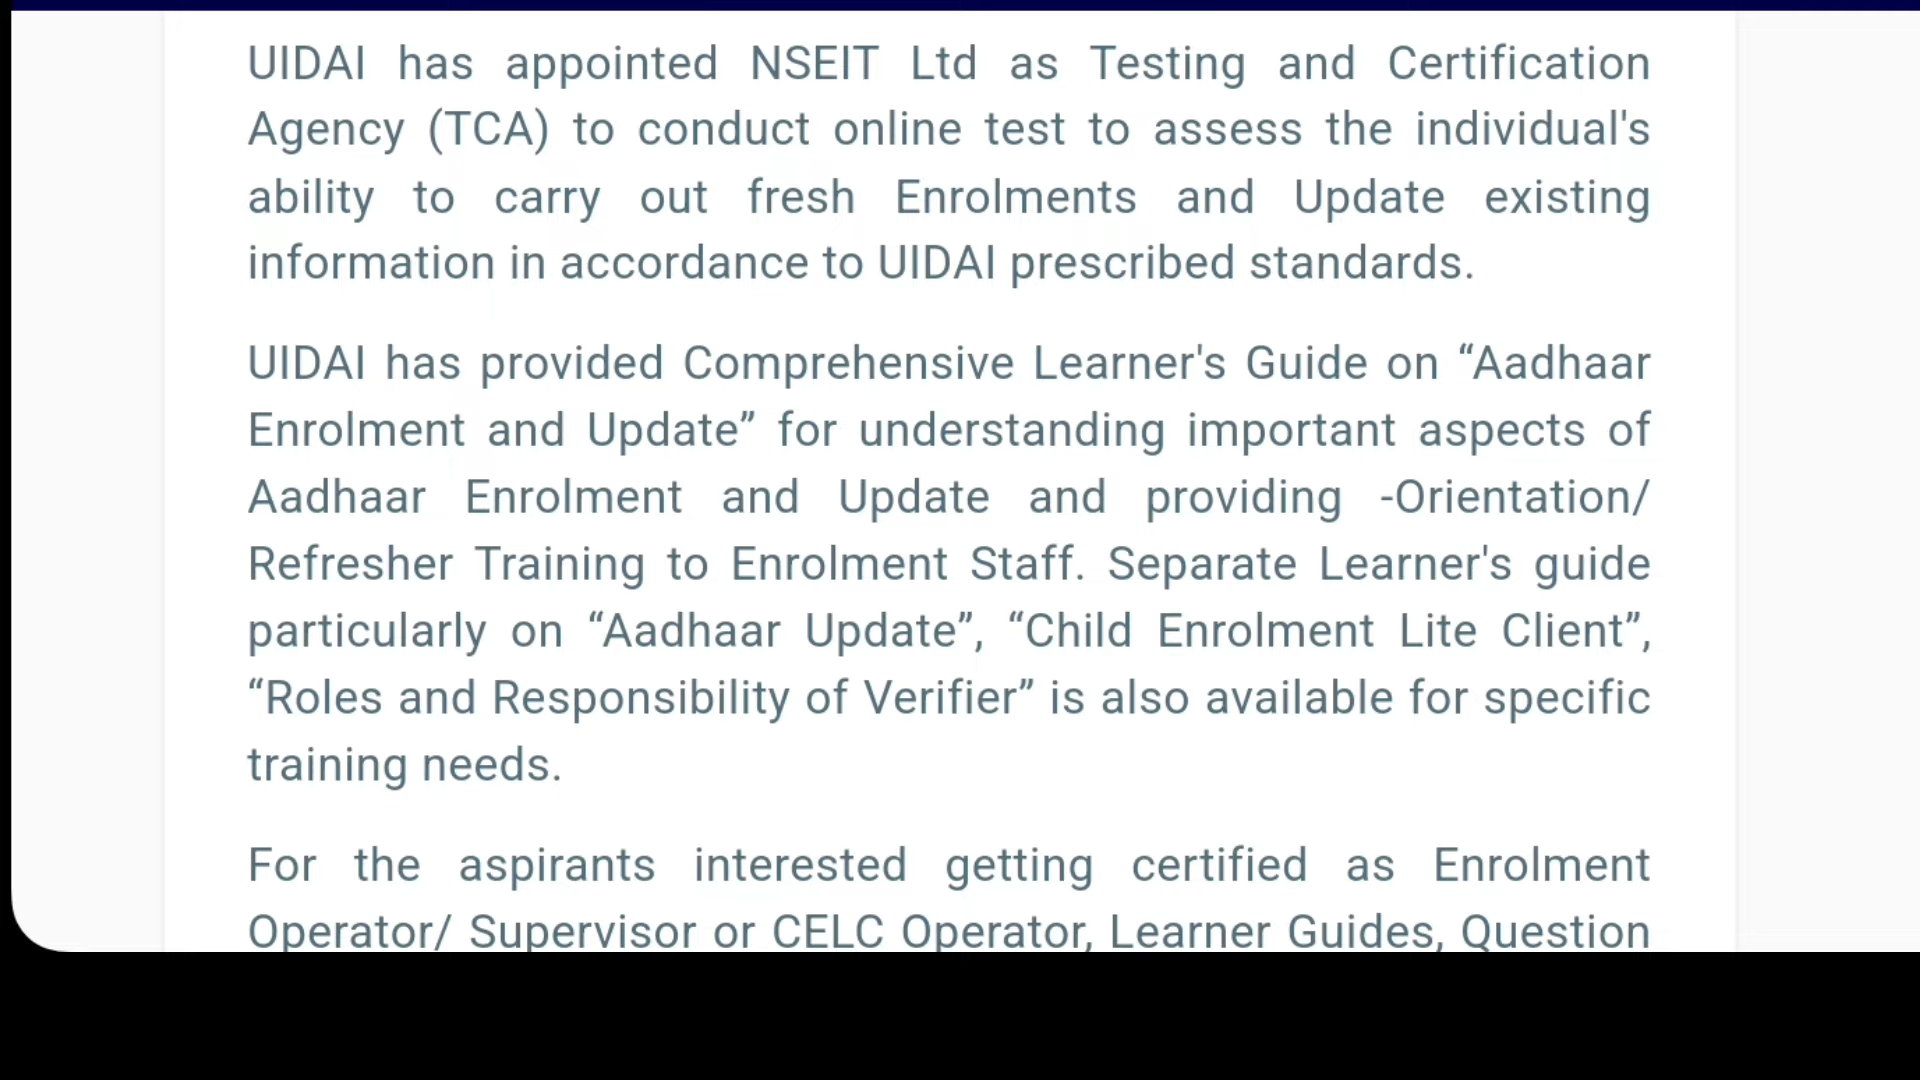 UIDAI has appointed NSEIT Ltd as Testing and Certification
Agency (TCA) to conduct online test to assess the individual's
ability to carry out fresh Enrolments and Update existing
information in accordance to UIDAI prescribed standards.
UIDAI has provided Comprehensive Learner's Guide on “Aadhaar
Enrolment and Update” for understanding important aspects of
Aadhaar Enrolment and Update and providing -Orientation/
Refresher Training to Enrolment Staff. Separate Learner's guide
particularly on “Aadhaar Update”, “Child Enrolment Lite Client”,
“Roles and Responsibility of Verifier” is also available for specific
training needs.
For the aspirants interested getting certified as Enrolment
Operator/ Supervisor or CELC Operator, Learner Guides, Question